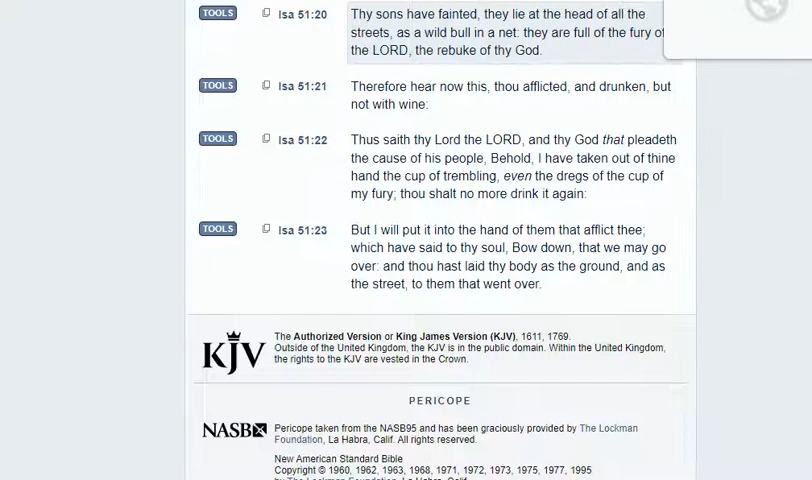 TOOLS Isa 51:20 Thy sons have fainted, they lie at the head of all the
streets, as a wild bull in a net: they are full of the fury of
the LORD, the rebuke of thy God.
TOOLS Isa 51:21 Therefore hear now this, thou afflicted, and drunken, but
not with wine:
TOOLS Isa 51:22 Thus saith thy Lord the LORD, and thy God that pleadeth
the cause of his people, Behold, I have taken out of thine
hand the cup of trembling, even the dregs of the cup of
my fury; thou shalt no more drink it again:
TOOLS Isa 51:23 But I will put it into the hand of them that afflict thee;
which have said to thy soul, Bow down, that we may go
over: and thou hast laid thy body as the ground, and as
the street, to them that went over.
KJV
The Authorized Version or King James Version (KJV), 1611, 1769.
Outside of the United Kingdom, the KJV is in the public domain. Within the United Kingdom,
the rights to the KJV are vested in the Crown.
PERICOPE
NASB
Pericope taken from the NASB95 and has been graciously provided by The Lockman
Foundation, La Habra, Calif. All rights reserved.
New American Standard Bible
Copyright © 1960, 1962, 1963, 1968, 1971, 1972, 1973, 1975, 1977, 1995
by The Lockman Foundation, La Habra, Calif.